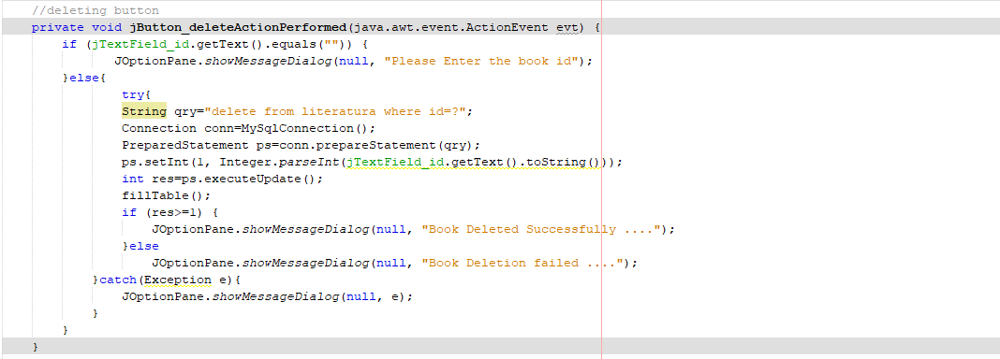 //deleting button
private void jButton_deleteActionPerformed(java.awt.event.ActionEvent evt) {
if (jTextField_id.getText().equals("")) {
JOptionPane.showMessageDialog(null, "Please Enter the book id");
}else{
try{
String qry="delete from literatura where id=?";
Connection conn=MySqlConnection();
PreparedStatement ps=conn.prepareStatement(qry);
ps.setInt(1, Integer.parseInt(jTextField_id.getText().toString()));
int res=ps.executeUpdate();
fillTable();
if (res>=1) {
JOptionPane.showMessageDialog(null, "Book Deleted Successfully ....");
}else
JOptionPane.showMessageDialog(null, "Book Deletion failed ....");
}catch(Exception e){
JOptionPane.showMessageDialog(null, e);
}
}
}